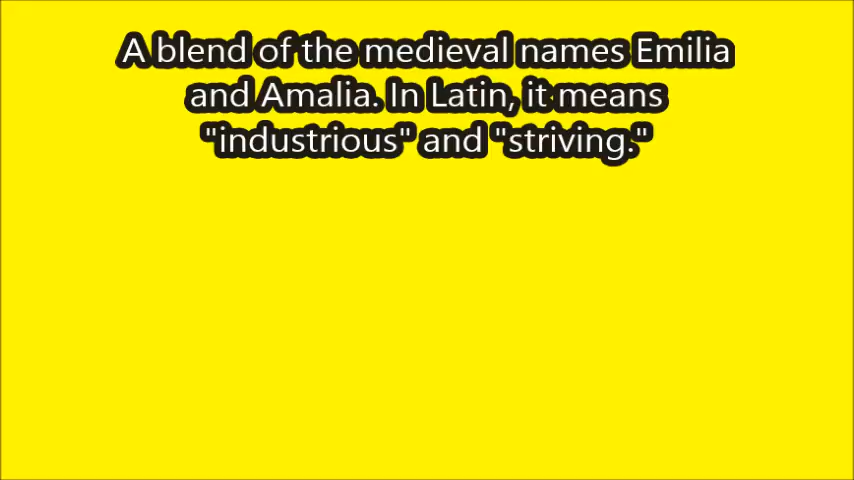 A blend of the medieval names Emilia
and Amalia. In Latin, it means
"industrious" and "striving."